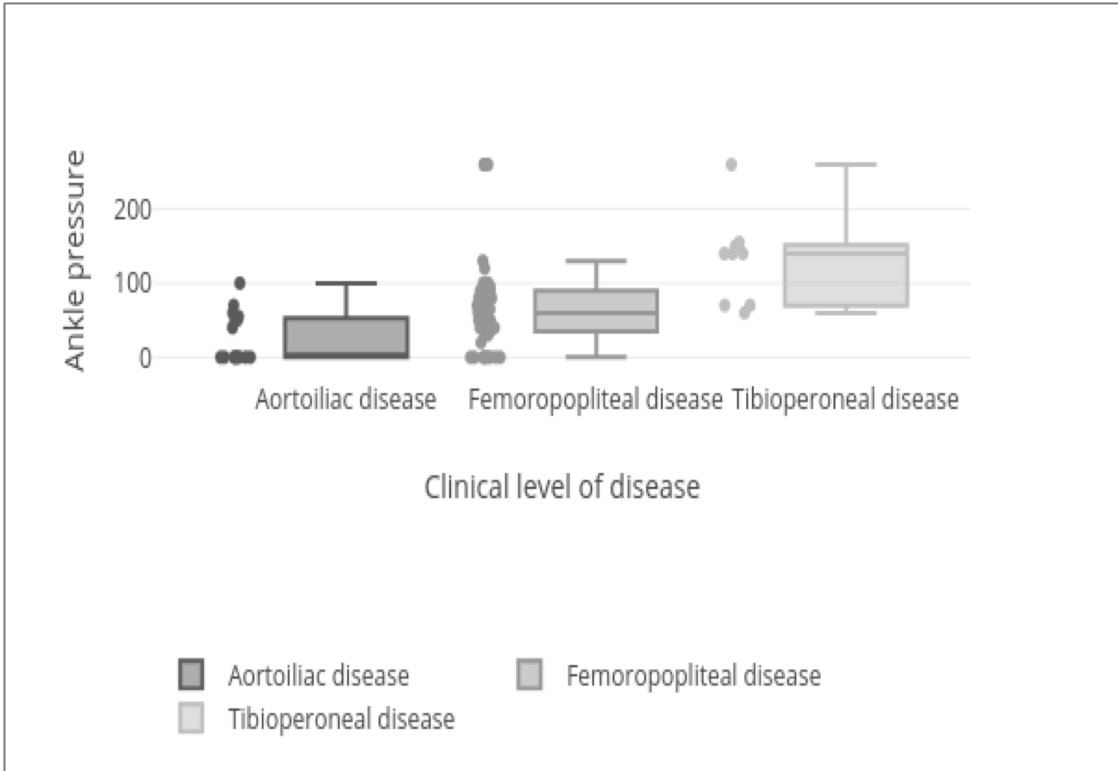 Ankle pressure
200
100
0
Aortoiliac disease Femoropopliteal disease Tibioperoneal disease
Clinical level of disease
Aortoiliac disease Femoropopliteal disease
Tibioperoneal disease